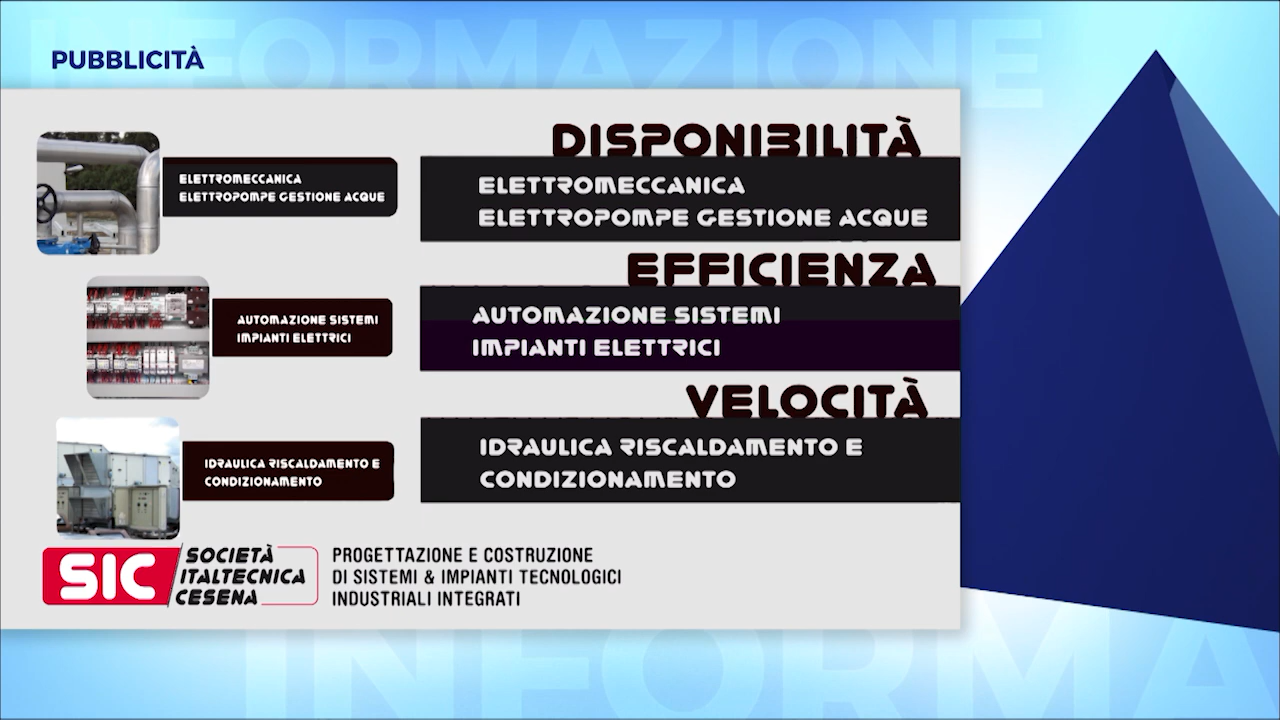 INFORMAZIONE
PUBBLICITÀ
DISPONIBILITÀ
ELETTROMECCANICA
ELETTROPOMPE GESTIONE ACQUE
ELETTROMECCANICA
ELETTROPOMPE GESTIONE ACQUE
EFFICIENZA
AUTOMAZIONE SISTEMI
IMPIANTI ELETTRICI
AUTOMAZIONE SISTEMI
IMPIANTI ELETTRICI
VELOCITÀ
IDRAULICA RISCALDAMENTO E
CONDIZIONAMENTO
IDRAULICA RISCALDAMENTO E
CONDIZIONAMENTO
SIC
SOCIETÀ
ITALTECNICA
CESENA
PROGETTAZIONE E COSTRUZIONE
DI SISTEMI & IMPIANTI TECNOLOGICI
INDUSTRIALI INTEGRATI
INFORMA